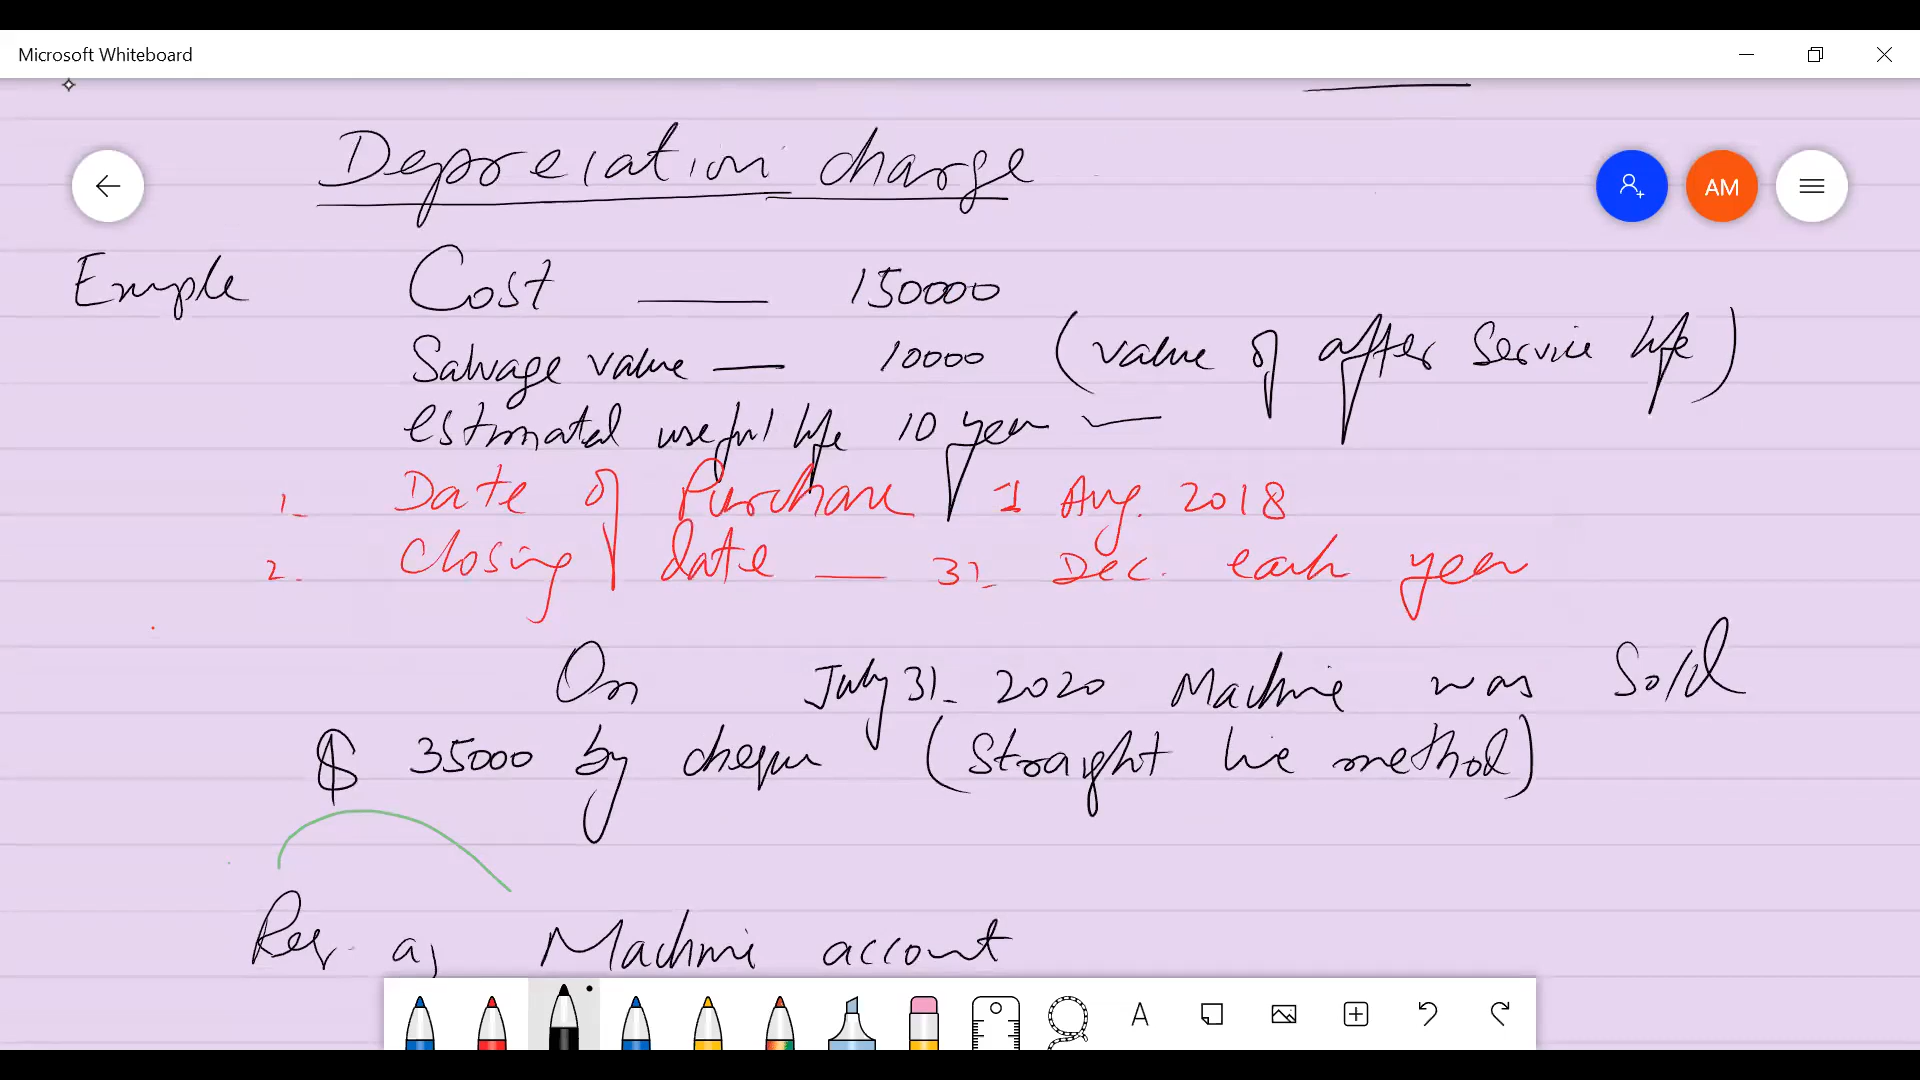 Microsoft Whiteboard
Depreciation charge
AM
Example Cost — 150000
Salvage value — 10000 (value of after Service life)
estimated useful life 10 year —
1. Date of Purchase 1 Aug. 2018
2. Closing date — 31 Dec. each year
On July 31 2020 Machine was Sold
$ 35000 by cheque (Straight line method)
Req. a) Machine account
A